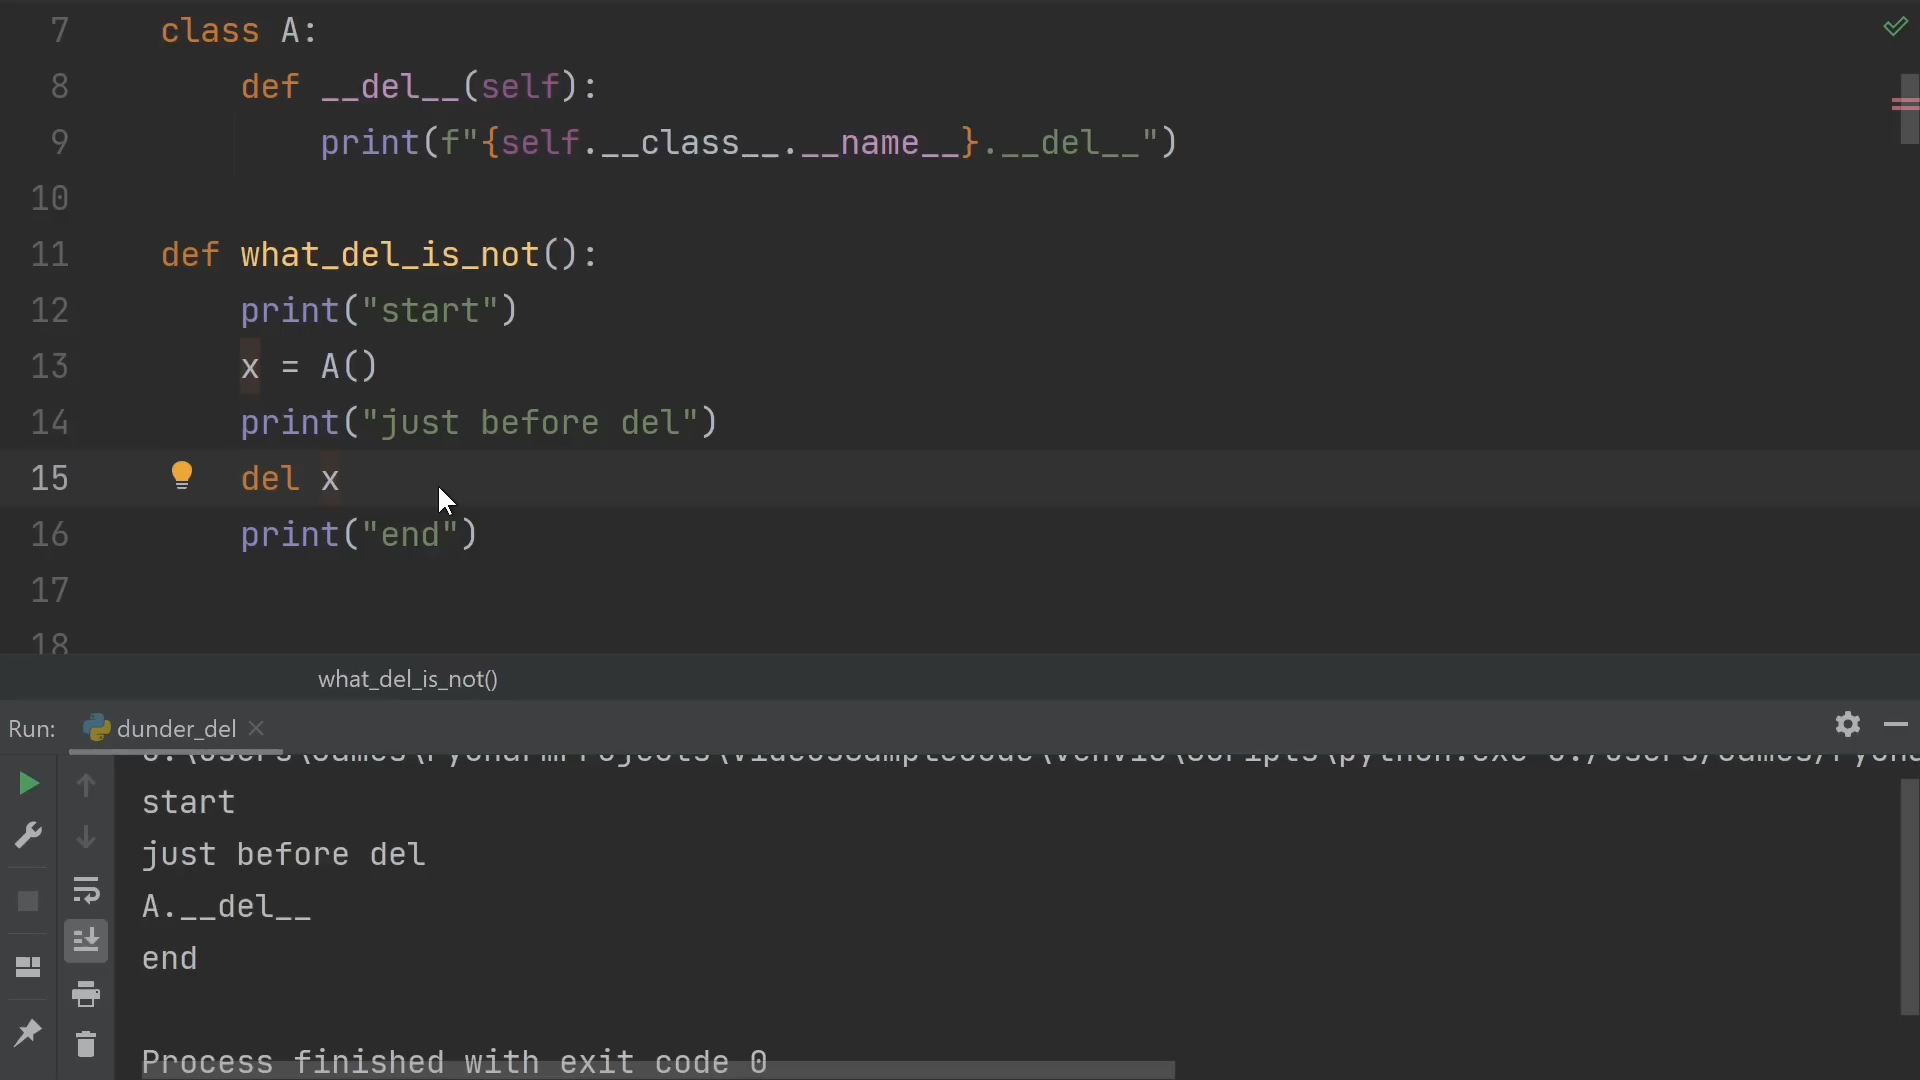 7 class A:
8 def __del__(self):
9 print(f"{self.__class__.__name__}.__del__")
10
11 def what_del_is_not():
12 print("start")
13 x = A()
14 print("just before del")
15 del x
16 print("end")
17
18
what_del_is_not()
Run: dunder_del
start
just before del
A.__del__
end
Process finished with exit code 0